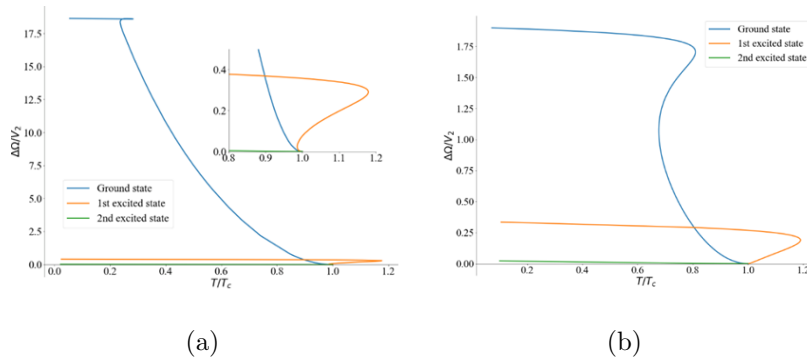 ΔΩ/V₂
17.5
15.0
12.5
10.0
7.5
5.0
2.5
0.0
0.0 0.2 0.4 0.6 0.8 1.0 1.2
T/Tc
Ground state
1st excited state
2nd excited state
0.4
0.2
0.0
0.8 0.9 1.0 1.1 1.2
(a)
ΔΩ/V₂
1.75
1.50
1.25
1.00
0.75
0.50
0.25
0.00
0.2 0.4 0.6 0.8 1.0 1.2
T/Tc
Ground state
1st excited state
2nd excited state
(b)